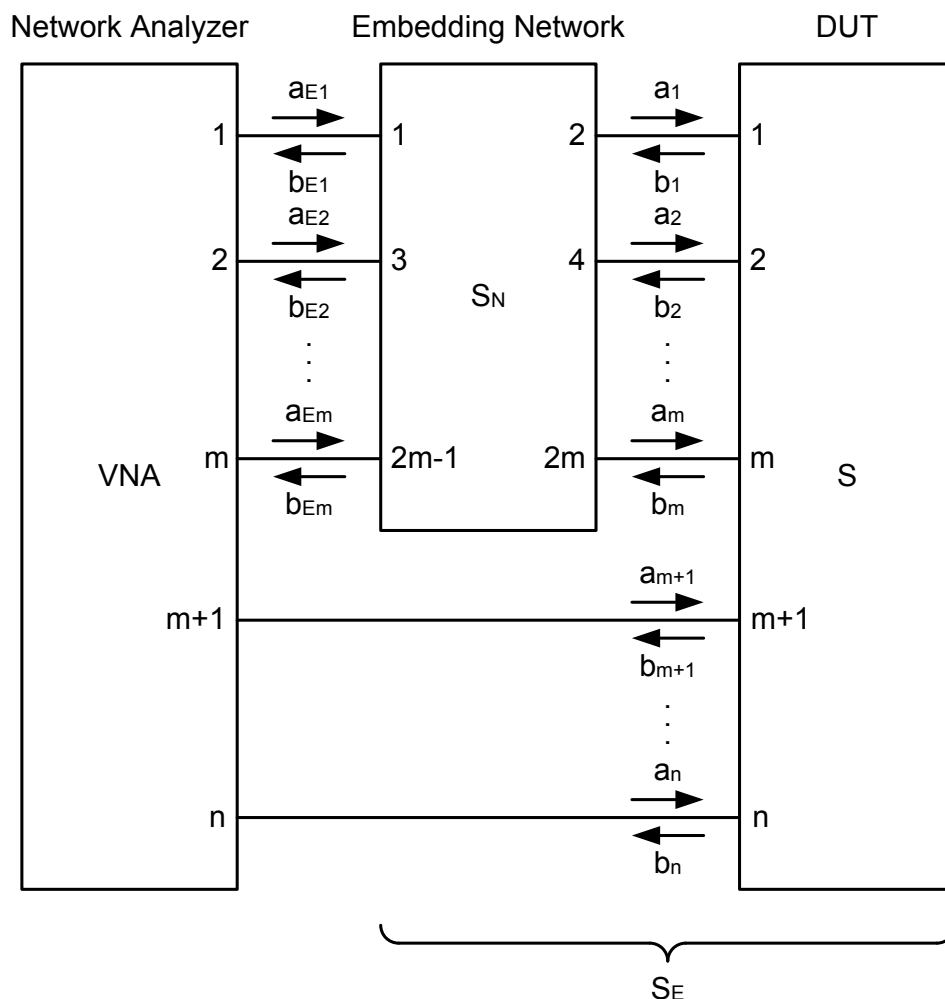 Network Analyzer Embedding Network DUT
aE1 a1
1 1 2 1
bE1 b1
aE2 a2
2 3 4 2
bE2 b2
SN
aEm am
m 2m-1 2m m
VNA S
bEm bm
am+1
m+1 m+1
bm+1
an
n n
bn
SE